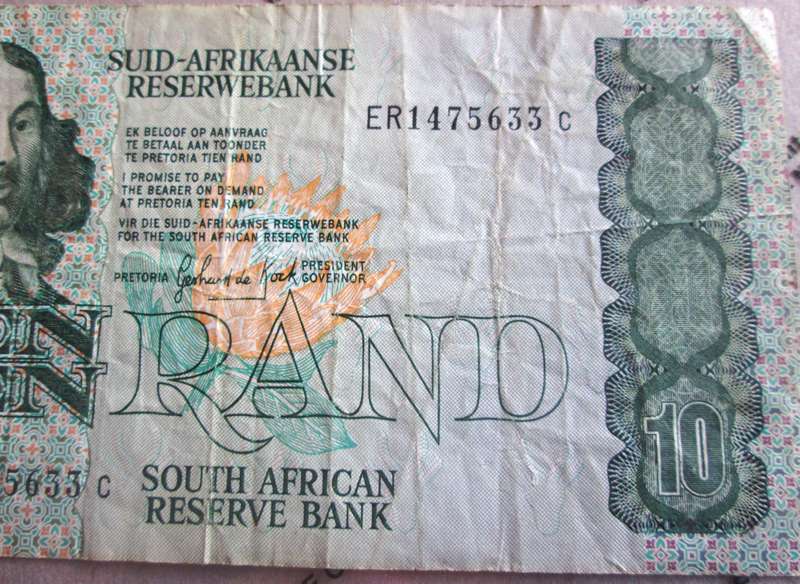 SUID-AFRIKAANSE
RESERWEBANK
ER1475633 C
EK BELOOF OP AANVRAAG
TE BETAAL AAN TOONDER
TE PRETORIA TIEN RAND
I PROMISE TO PAY
THE BEARER ON DEMAND
AT PRETORIA TEN RAND
VIR DIE SUID-AFRIKAANSE RESERWEBANK
FOR THE SOUTH AFRICAN RESERVE BANK
PRETORIA Gerhard de Kock PRESIDENT
GOVERNOR
RAND
10
5633 C
SOUTH AFRICAN
RESERVE BANK